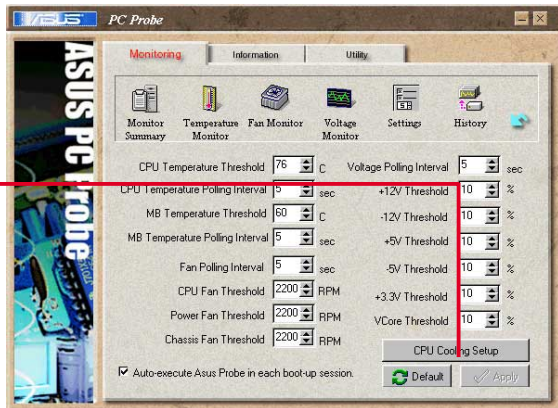 ASUS PC Probe
ASUS PC Probe
Monitoring
Information
Utility
Monitor Summary
Temperature Monitor
Fan Monitor
Voltage Monitor
Settings
History
CPU Temperature Threshold 76 C
Voltage Polling Interval 5 sec
CPU Temperature Polling Interval 5 sec
+12V Threshold 10 %
MB Temperature Threshold 60 C
-12V Threshold 10 %
MB Temperature Polling Interval 5 sec
+5V Threshold 10 %
Fan Polling Interval 5 sec
-5V Threshold 10 %
CPU Fan Threshold 2200 RPM
+3.3V Threshold 10 %
Power Fan Threshold 2200 RPM
VCore Threshold 10 %
Chassis Fan Threshold 2200 RPM
CPU Cooling Setup
Auto-execute Asus Probe in each boot-up session.
Default
Apply